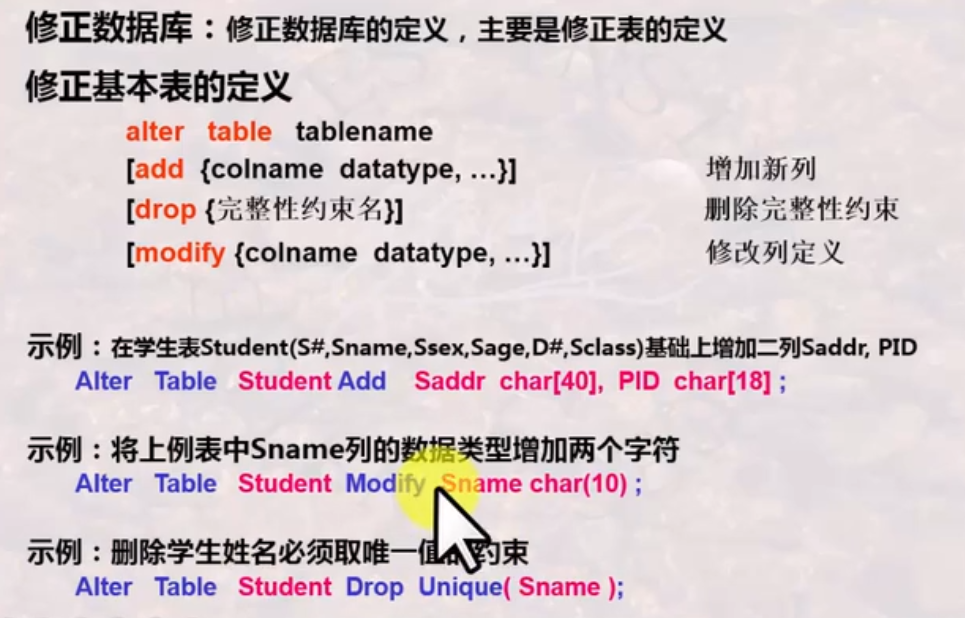 修正数据库：修正数据库的定义，主要是修正表的定义
修正基本表的定义
alter table tablename
[add {colname datatype, …}] 增加新列
[drop {完整性约束名}] 删除完整性约束
[modify {colname datatype, …}] 修改列定义
示例：在学生表Student(S#,Sname,Ssex,Sage,D#,Sclass)基础上增加二列Saddr, PID
Alter Table Student Add Saddr char[40], PID char[18] ;
示例：将上例表中Sname列的数据类型增加两个字符
Alter Table Student Modify Sname char(10) ;
示例：删除学生姓名必须取唯一值的约束
Alter Table Student Drop Unique( Sname );